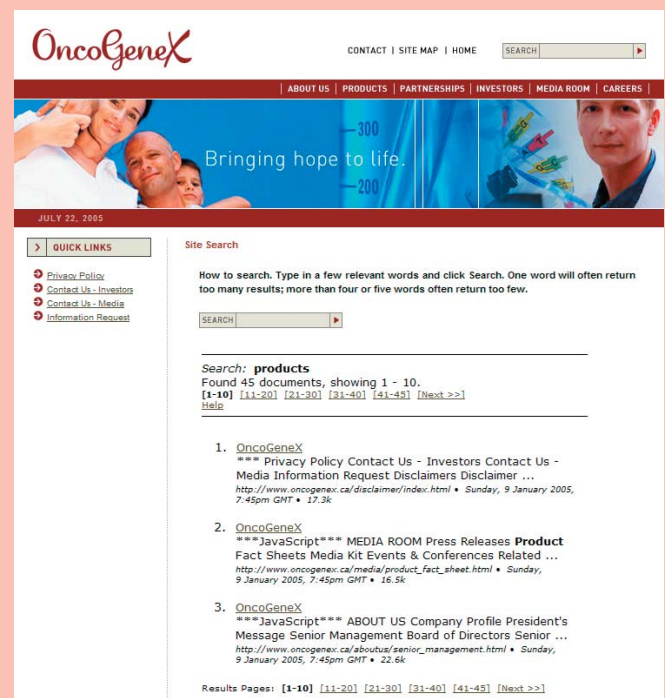 OncoGeneX
CONTACT | SITE MAP | HOME
SEARCH
ABOUT US | PRODUCTS | PARTNERSHIPS | INVESTORS | MEDIA ROOM | CAREERS |
300
Bringing hope to life.
200
JULY 22, 2005
> QUICK LINKS
Privacy Policy
Contact Us - Investors
Contact Us - Media
Information Request
Site Search
How to search. Type in a few relevant words and click Search. One word will often return
too many results; more than four or five words often return too few.
SEARCH
Search: products
Found 45 documents, showing 1 - 10.
[1-10] [11-20] [21-30] [31-40] [41-45] [Next >>]
Help
1. OncoGeneX
*** Privacy Policy Contact Us - Investors Contact Us -
Media Information Request Disclaimers Disclaimer ...
http://www.oncogenex.ca/disclaimer/index.html • Sunday, 9 January 2005,
7:45pm GMT • 17.3k
2. OncoGeneX
***JavaScript*** MEDIA ROOM Press Releases Product
Fact Sheets Media Kit Events & Conferences Related ...
http://www.oncogenex.ca/media/product_fact_sheet.html • Sunday,
9 January 2005, 7:45pm GMT • 16.5k
3. OncoGeneX
***JavaScript*** ABOUT US Company Profile President's
Message Senior Management Board of Directors Senior ...
http://www.oncogenex.ca/aboutus/senior_management.html • Sunday,
9 January 2005, 7:45pm GMT • 22.6k
Results Pages: [1-10] [11-20] [21-30] [31-40] [41-45] [Next >>]